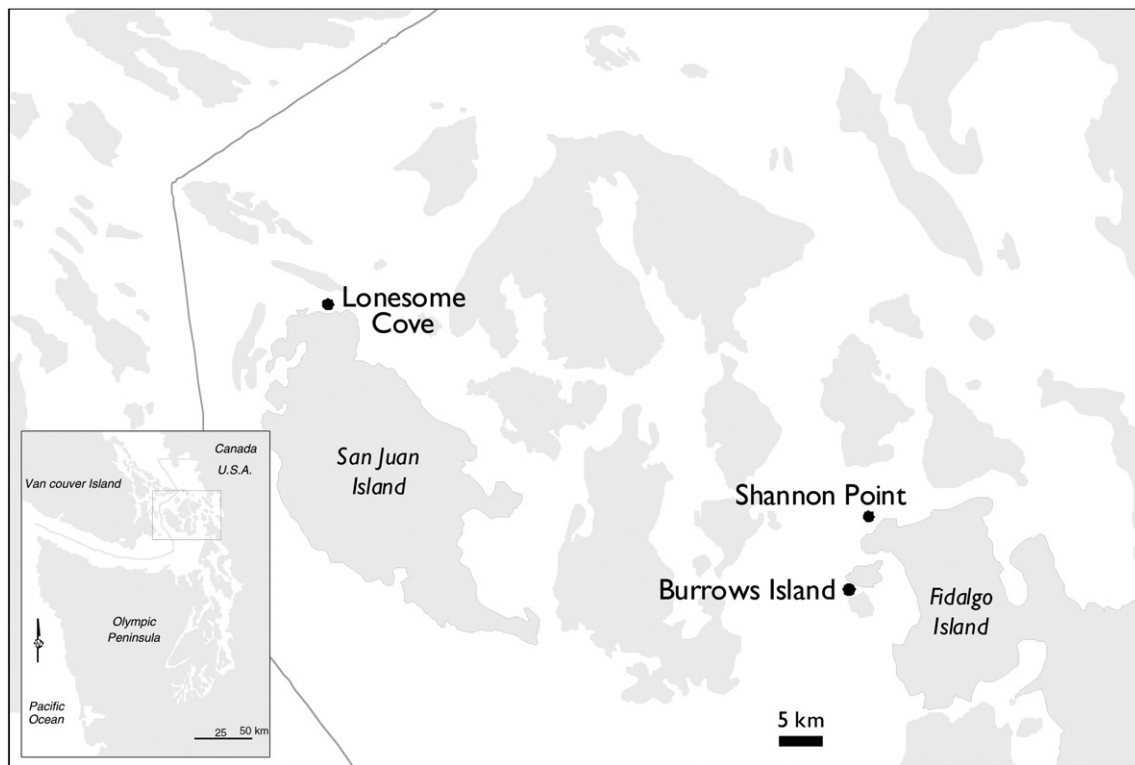 Lonesome
Cove
San Juan
Island
Shannon Point
Burrows Island
Fidalgo
Island
5 km
Canada
U.S.A.
Van couver Island
Olympic
Peninsula
Pacific
Ocean
25 50 km